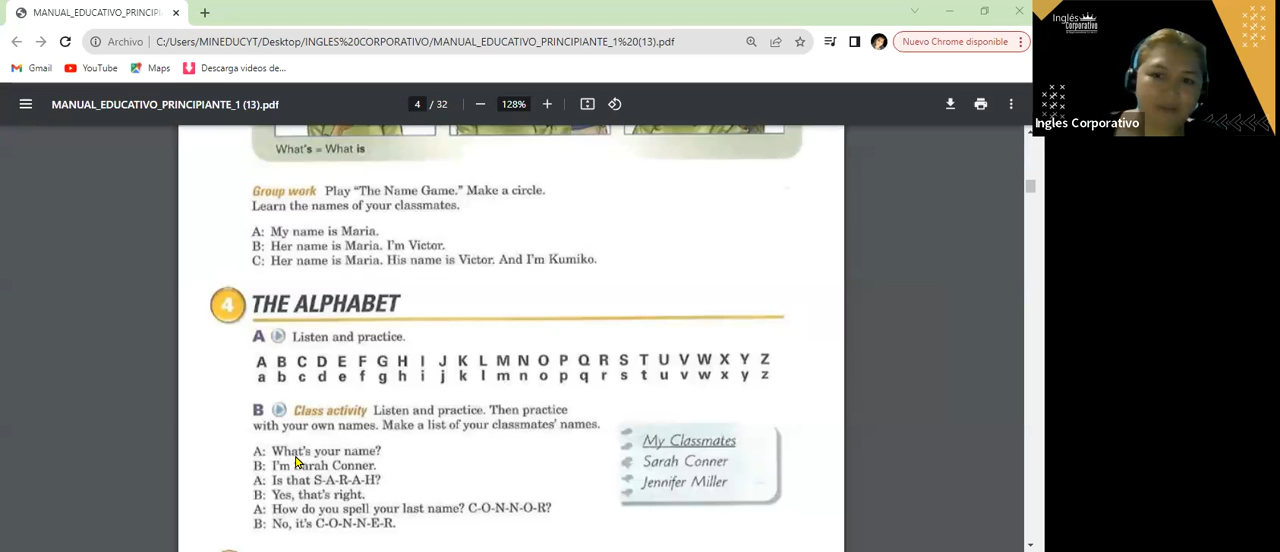 MANUAL_EDUCATIVO_PRINCIPI
Archivo
C:/Users/MINEDUCYT/Desktop/INGLES%20CORPORATIVO/MANUAL_EDUCATIVO_PRINCIPIANTE_1%20(13).pdf
Nuevo Chrome disponible
Gmail
YouTube
Maps
Descarga videos de...
MANUAL_EDUCATIVO_PRINCIPIANTE_1 (13).pdf
4 / 32
128%
Inglés
Corporativo
Ingles Corporativo
What's = What is
Group work Play "The Name Game." Make a circle.
Learn the names of your classmates.
A: My name is Maria.
B: Her name is Maria. I'm Victor.
C: Her name is Maria. His name is Victor. And I'm Kumiko.
4 THE ALPHABET
A Listen and practice.
A B C D E F G H I J K L M N O P Q R S T U V W X Y Z
a b c d e f g h i j k l m n o p q r s t u v w x y z
B Class activity Listen and practice. Then practice
with your own names. Make a list of your classmates' names.
A: What's your name?
B: I'm Sarah Conner.
A: Is that S-A-R-A-H?
B: Yes, that's right.
A: How do you spell your last name? C-O-N-N-O-R?
B: No, it's C-O-N-N-E-R.
My Classmates
Sarah Conner
Jennifer Miller